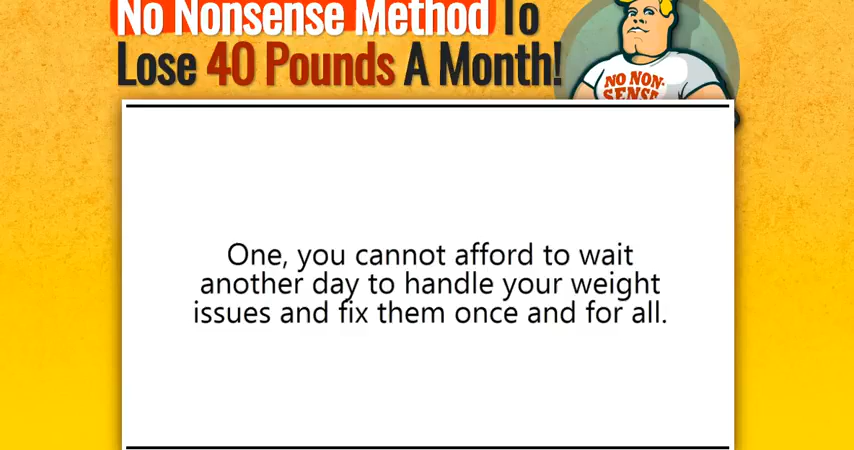 No Nonsense Method To
Lose 40 Pounds A Month!
NO NON-
SENSE
One, you cannot afford to wait
another day to handle your weight
issues and fix them once and for all.